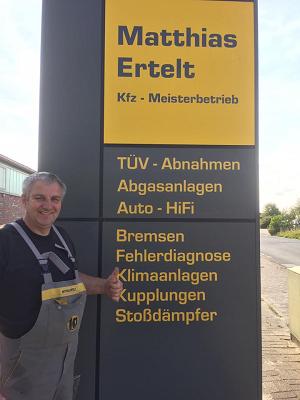 Matthias
Ertelt
Kfz - Meisterbetrieb
TÜV - Abnahmen
Abgasanlagen
Auto - HiFi
Bremsen
Fehlerdiagnose
Klimaanlagen
Kupplungen
Stoßdämpfer